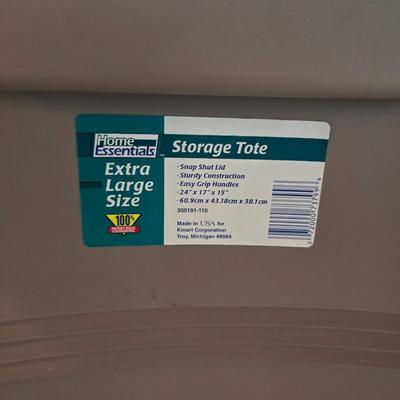 Home
Essentials™
Extra
Large
Size
100%
Storage Tote
· Snap Shut Lid
· Sturdy Construction
· Easy Grip Handles
· 24" x 17" x 15"
· 60.9cm x 43.18cm x 38.1cm
350191-110
Made in USA for
Kmart Corporation
Troy, Michigan 48084